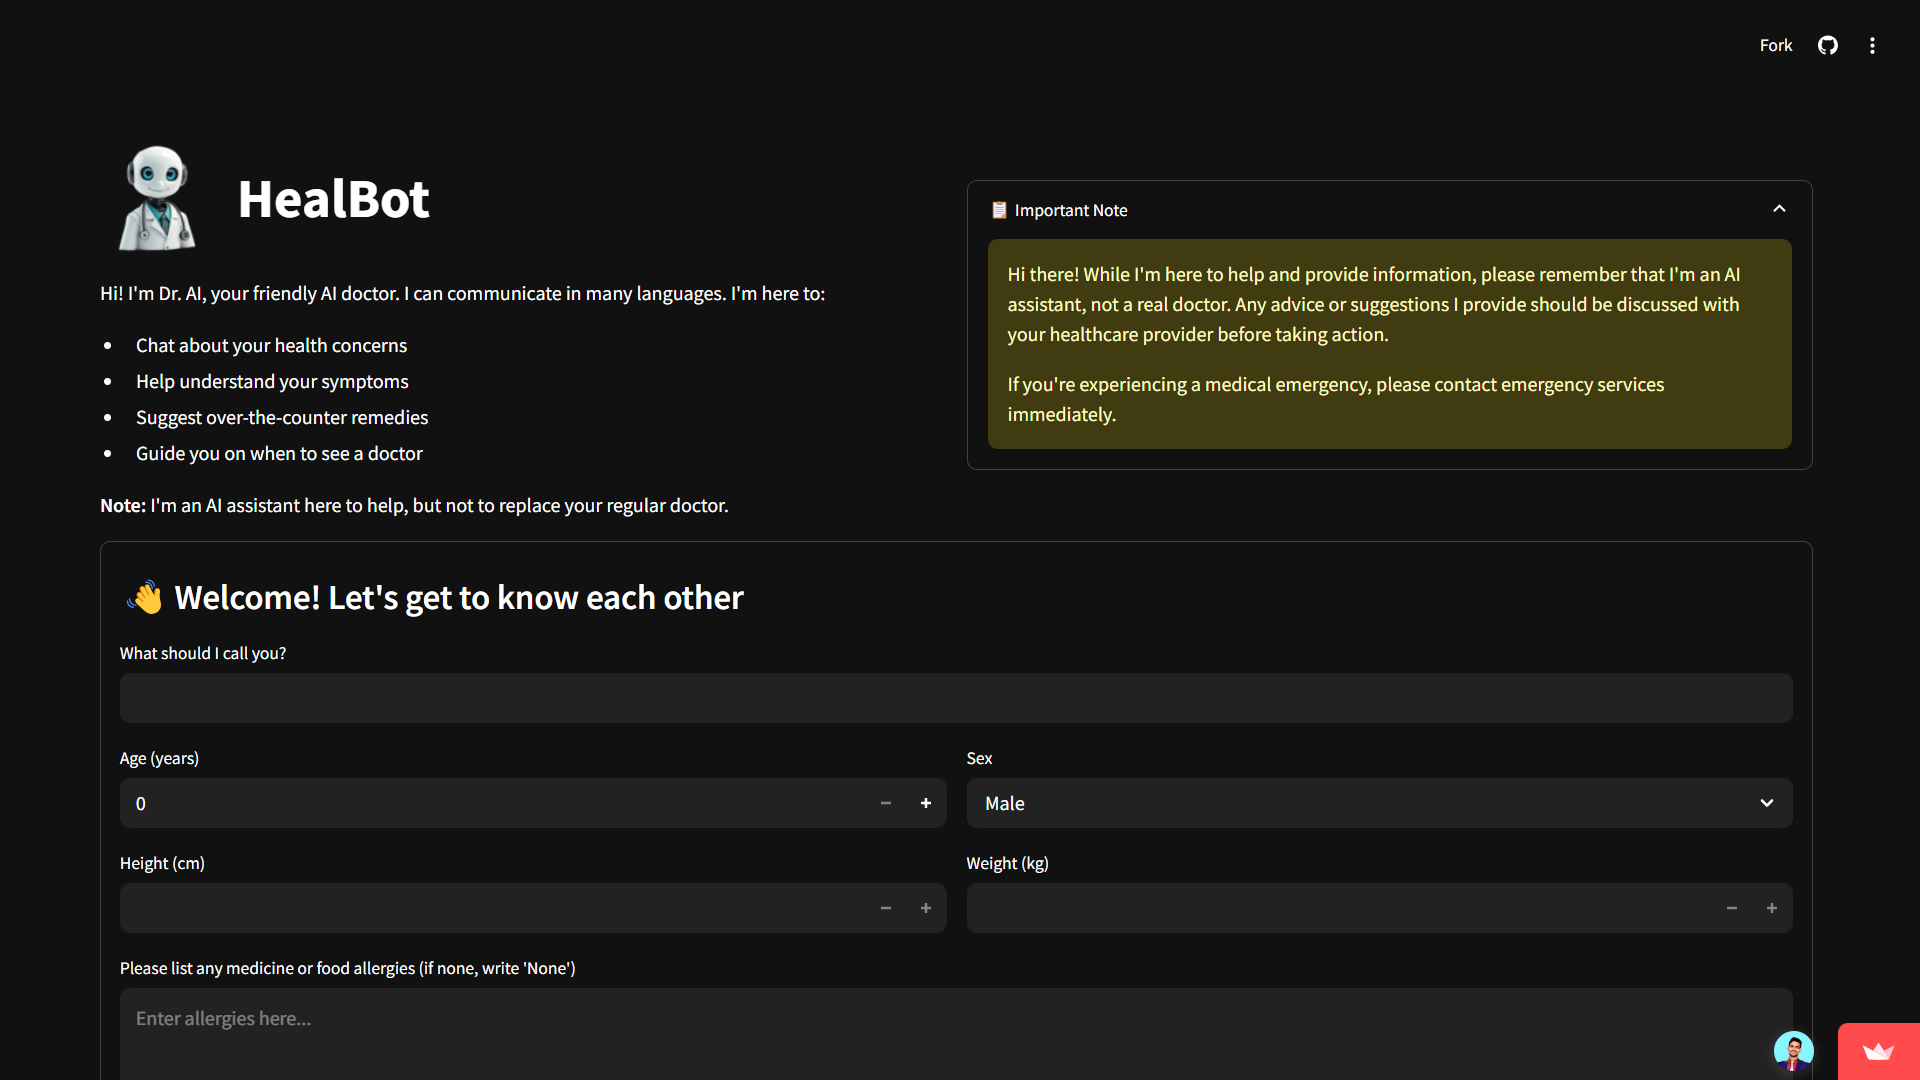 Fork
HealBot
Hi! I'm Dr. AI, your friendly AI doctor. I can communicate in many languages. I'm here to:
Chat about your health concerns
Help understand your symptoms
Suggest over-the-counter remedies
Guide you on when to see a doctor
Note: I'm an AI assistant here to help, but not to replace your regular doctor.
Important Note
Hi there! While I'm here to help and provide information, please remember that I'm an AI
assistant, not a real doctor. Any advice or suggestions I provide should be discussed with
your healthcare provider before taking action.
If you're experiencing a medical emergency, please contact emergency services
immediately.
Welcome! Let's get to know each other
What should I call you?
Age (years)
0
Sex
Male
Height (cm)
Weight (kg)
Please list any medicine or food allergies (if none, write 'None')
Enter allergies here...